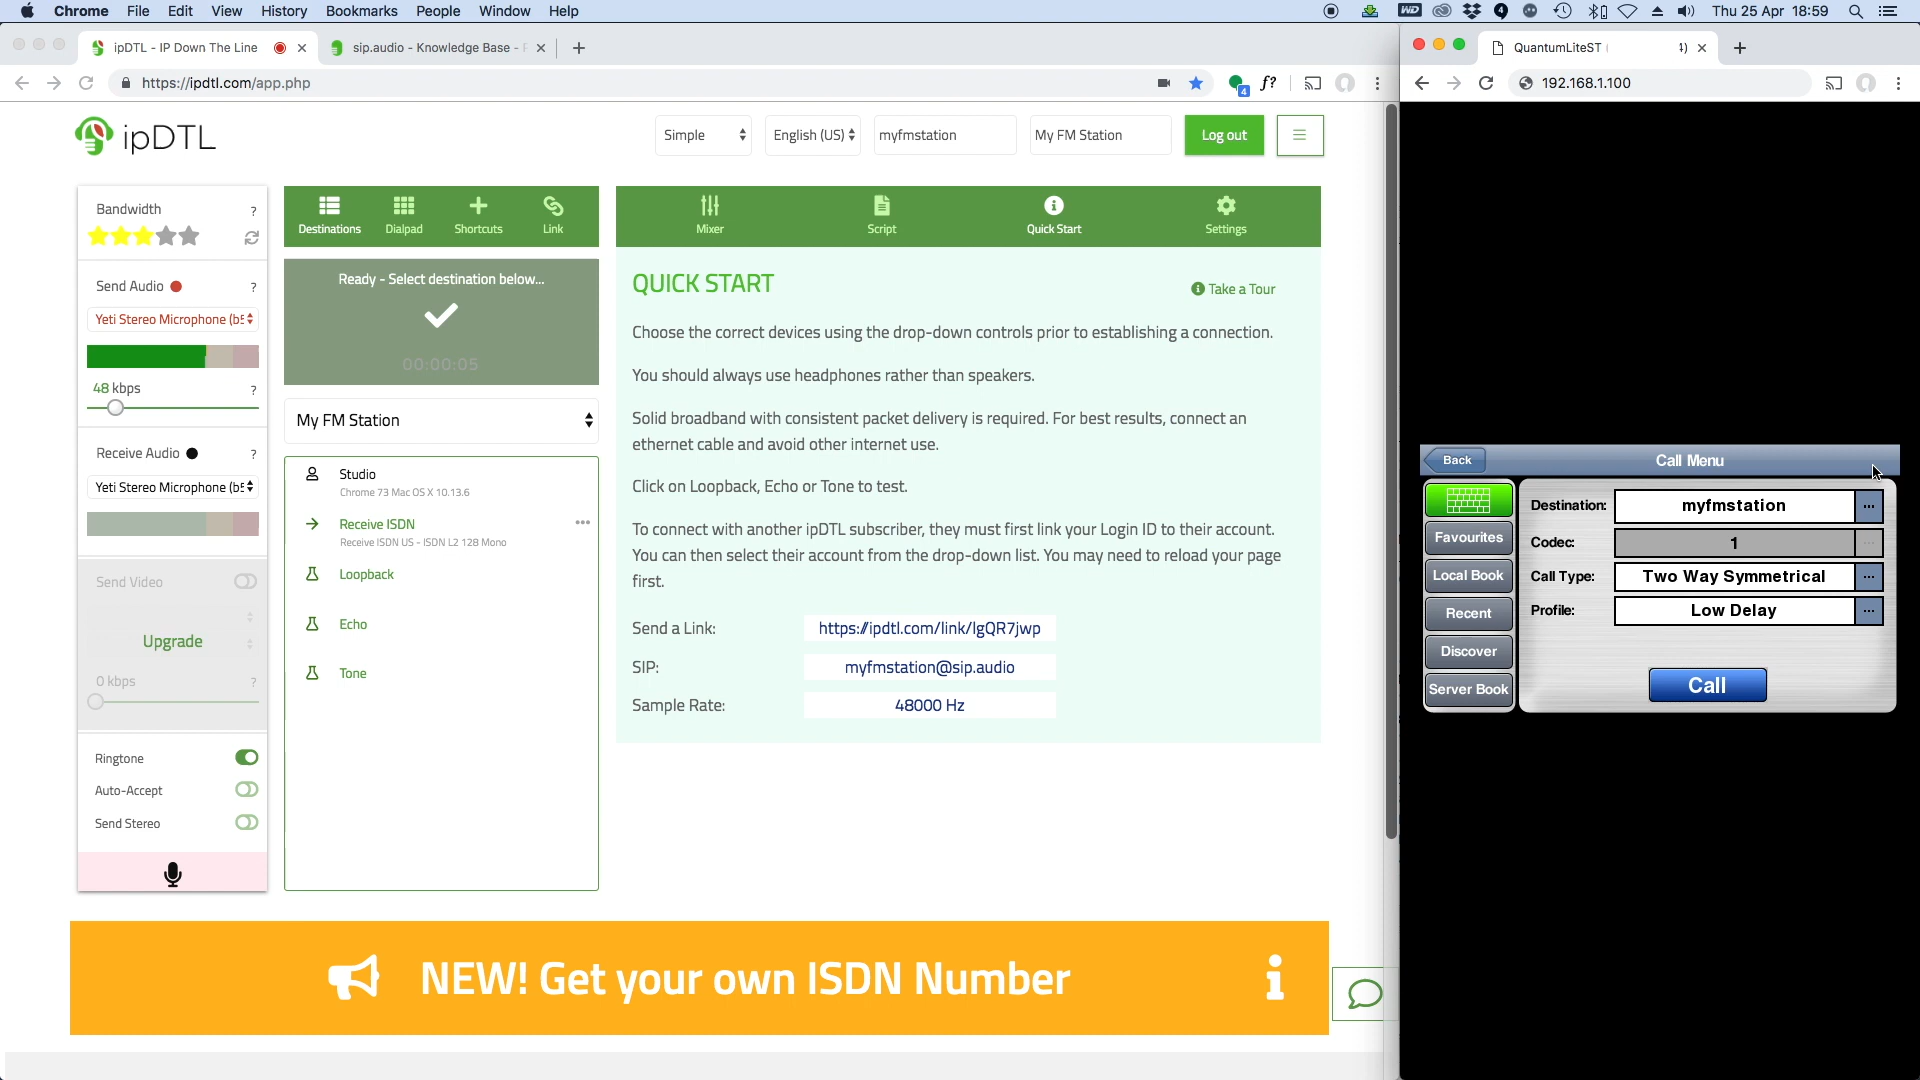 Chrome File Edit View History Bookmarks People Window Help
Thu 25 Apr 18:59
ipDTL - IP Down The Line
sip.audio - Knowledge Base -
QuantumLiteST
https://ipdtl.com/app.php
192.168.1.100
ipDTL
Simple
English (US)
myfmstation
My FM Station
Log out
Bandwidth ?
Destinations
Dialpad
Shortcuts
Link
Mixer
Script
Quick Start
Settings
Send Audio ?
Yeti Stereo Microphone (b5
48 kbps ?
Receive Audio ?
Yeti Stereo Microphone (b5
Send Video
Upgrade
0 kbps ?
Ringtone
Auto-Accept
Send Stereo
Ready - Select destination below...
00:00:05
My FM Station
Studio
Chrome 73 Mac OS X 10.13.6
Receive ISDN
Receive ISDN US - ISDN L2 128 Mono
Loopback
Echo
Tone
QUICK START
Take a Tour
Choose the correct devices using the drop-down controls prior to establishing a connection.
You should always use headphones rather than speakers.
Solid broadband with consistent packet delivery is required. For best results, connect an
ethernet cable and avoid other internet use.
Click on Loopback, Echo or Tone to test.
To connect with another ipDTL subscriber, they must first link your Login ID to their account.
You can then select their account from the drop-down list. You may need to reload your page
first.
Send a Link: https://ipdtl.com/link/lgQR7jwp
SIP: myfmstation@sip.audio
Sample Rate: 48000 Hz
NEW! Get your own ISDN Number
Back
Call Menu
Favourites
Local Book
Recent
Discover
Server Book
Destination: myfmstation ...
Codec: 1 ...
Call Type: Two Way Symmetrical ...
Profile: Low Delay ...
Call